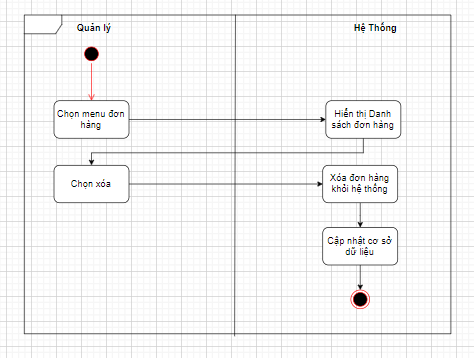 Quản lý
Hệ Thống
Chọn menu đơn
hàng
Hiển thị Danh
sách đơn hàng
Chọn xóa
Xóa đơn hàng
khỏi hệ thống
Cập nhật cơ sở
dữ liệu